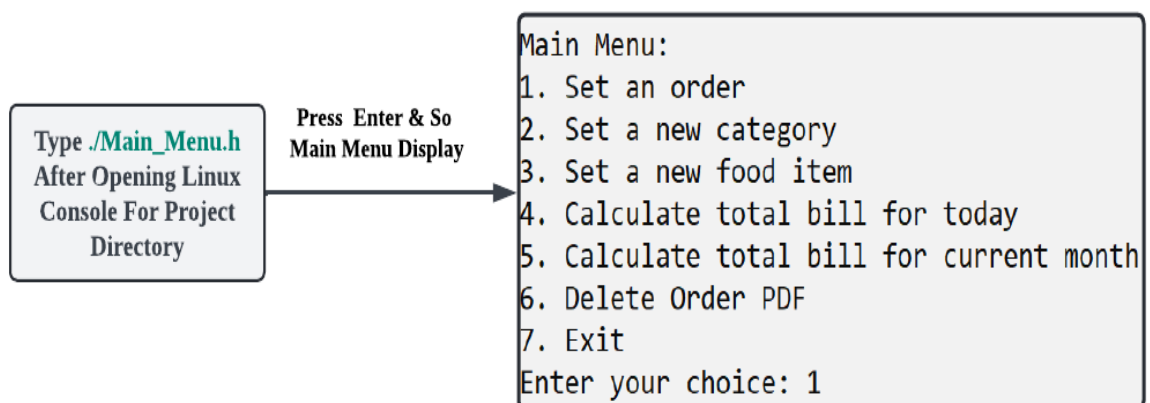 Type ./Main_Menu.h
After Opening Linux
Console For Project
Directory
Press Enter & So
Main Menu Display
Main Menu:
1. Set an order
2. Set a new category
3. Set a new food item
4. Calculate total bill for today
5. Calculate total bill for current month
6. Delete Order PDF
7. Exit
Enter your choice: 1